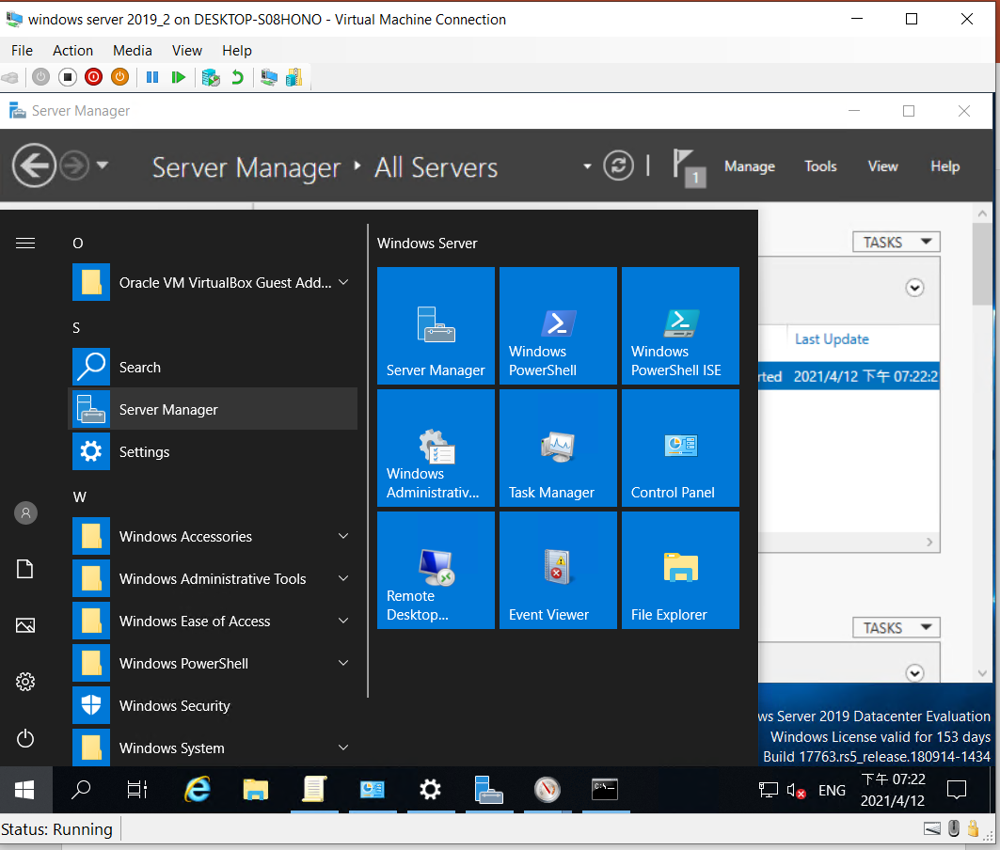 windows server 2019_2 on DESKTOP-S08HONO - Virtual Machine Connection
File Action Media View Help
Server Manager
Server Manager ‣ All Servers
1
Manage Tools View Help
TASKS
Last Update
rted 2021/4/12 下午 07:22:2
TASKS
O
Oracle VM VirtualBox Guest Add...
S
Search
Server Manager
Settings
W
Windows Accessories
Windows Administrative Tools
Windows Ease of Access
Windows PowerShell
Windows Security
Windows System
Windows Server
Server Manager
Windows
PowerShell
Windows
PowerShell ISE
Windows
Administrativ...
Task Manager
Control Panel
Remote
Desktop...
Event Viewer
File Explorer
ws Server 2019 Datacenter Evaluation
Windows License valid for 153 days
Build 17763.rs5_release.180914-1434
ENG
下午 07:22
2021/4/12
Status: Running